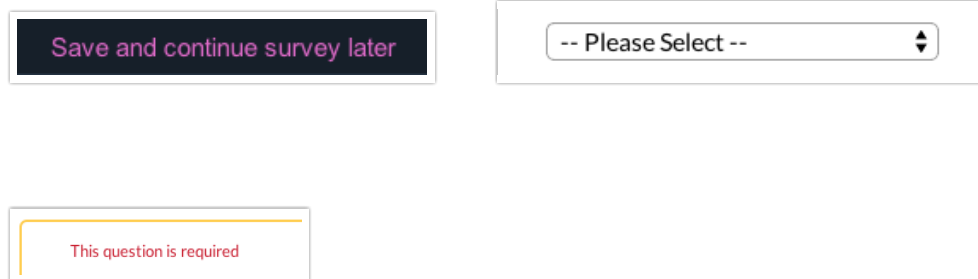 Save and continue survey later
-- Please Select --
This question is required